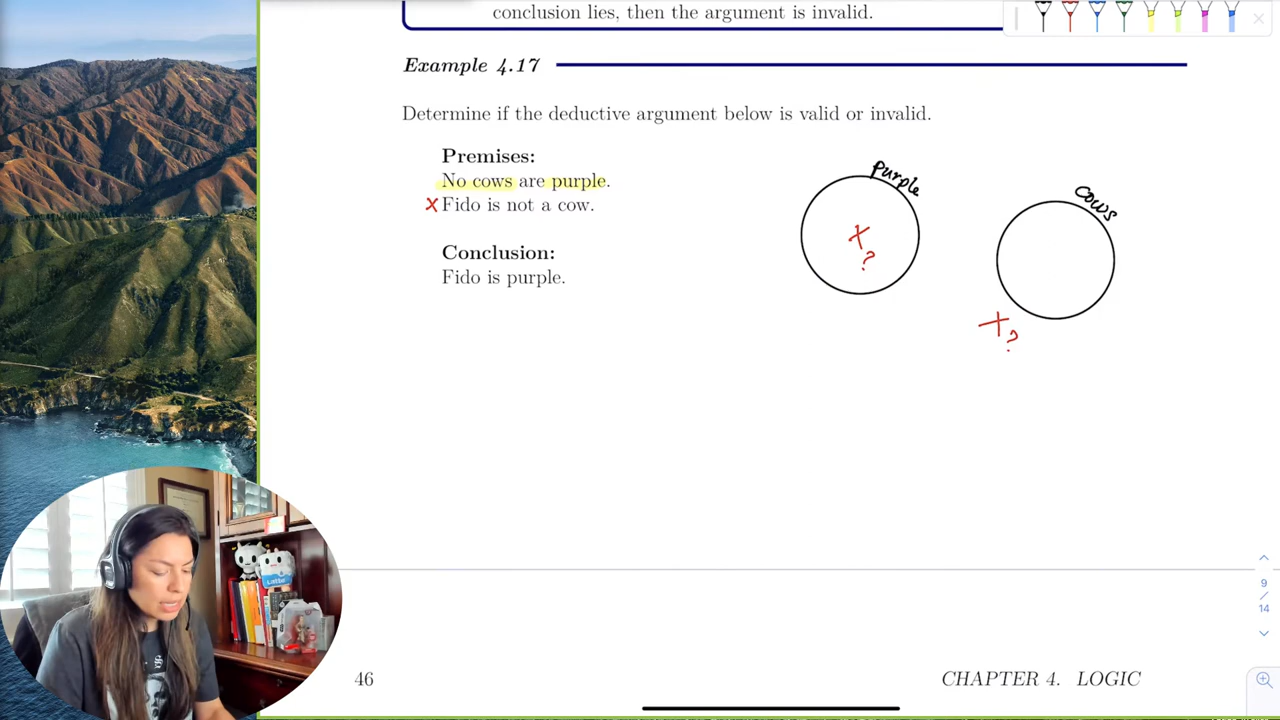 conclusion lies, then the argument is invalid.
Example 4.17
Determine if the deductive argument below is valid or invalid.
Premises:
No cows are purple.
X Fido is not a cow.
Conclusion:
Fido is purple.
purple
cows
X
?
X
?
9
/
14
46
CHAPTER 4. LOGIC